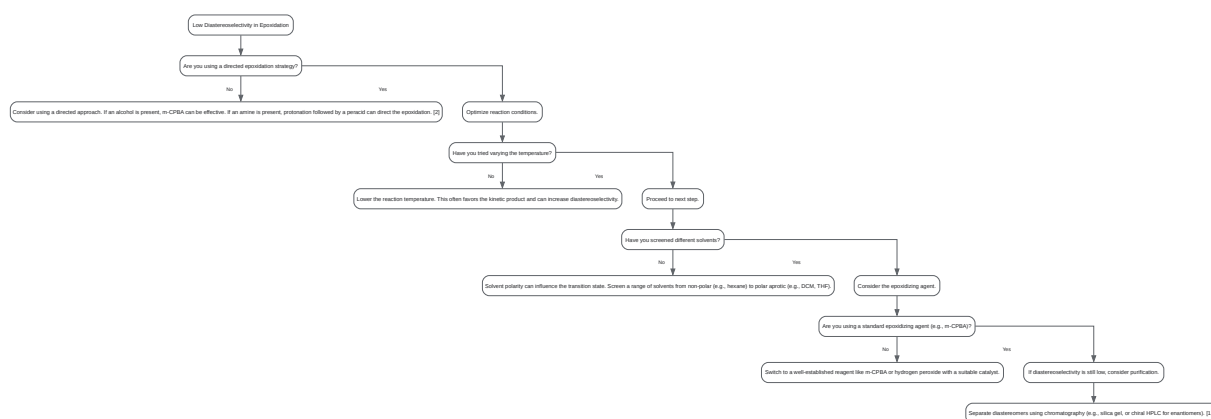 Low Diastereoselectivity in Epoxidation
Are you using a directed epoxidation strategy?
No
Yes
Consider using a directed approach. If an alcohol is present, m-CPBA can be effective. If an amine is present, protonation followed by a peracid can direct the epoxidation. [2]
Optimize reaction conditions.
Have you tried varying the temperature?
No
Yes
Lower the reaction temperature. This often favors the kinetic product and can increase diastereoselectivity.
Proceed to next step.
Have you screened different solvents?
No
Yes
Solvent polarity can influence the transition state. Screen a range of solvents from non-polar (e.g., hexane) to polar aprotic (e.g., DCM, THF).
Consider the epoxidizing agent.
Are you using a standard epoxidizing agent (e.g., m-CPBA)?
No
Yes
Switch to a well-established reagent like m-CPBA or hydrogen peroxide with a suitable catalyst.
If diastereoselectivity is still low, consider purification.
Separate diastereomers using chromatography (e.g., silica gel, or chiral HPLC for enantiomers). [1